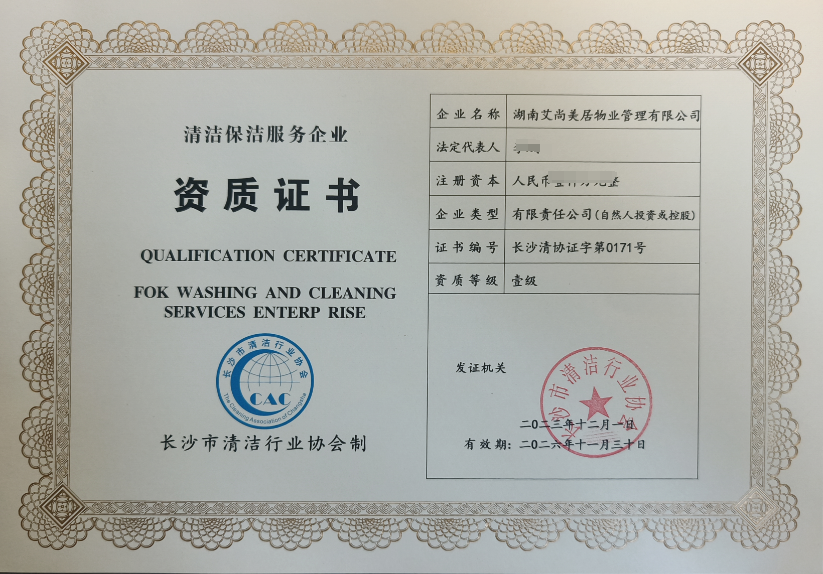 清洁保洁服务企业
资质证书
QUALIFICATION CERTIFICATE
FOK WASHING AND CLEANING
SERVICES ENTERP RISE
长沙市清洁行业协会
CAC
The Cleaning Association of Changsha
长沙市清洁行业协会制
企业名称 湖南艾尚美居物业管理有限公司
法定代表人
注册资本 人民币
企业类型 有限责任公司(自然人投资或控股)
证书编号 长沙清协证字第0171号
资质等级 壹级
发证机关
长沙市清洁行业协会
二0二三年十二月一日
有效期：二0二六年十一月三十日